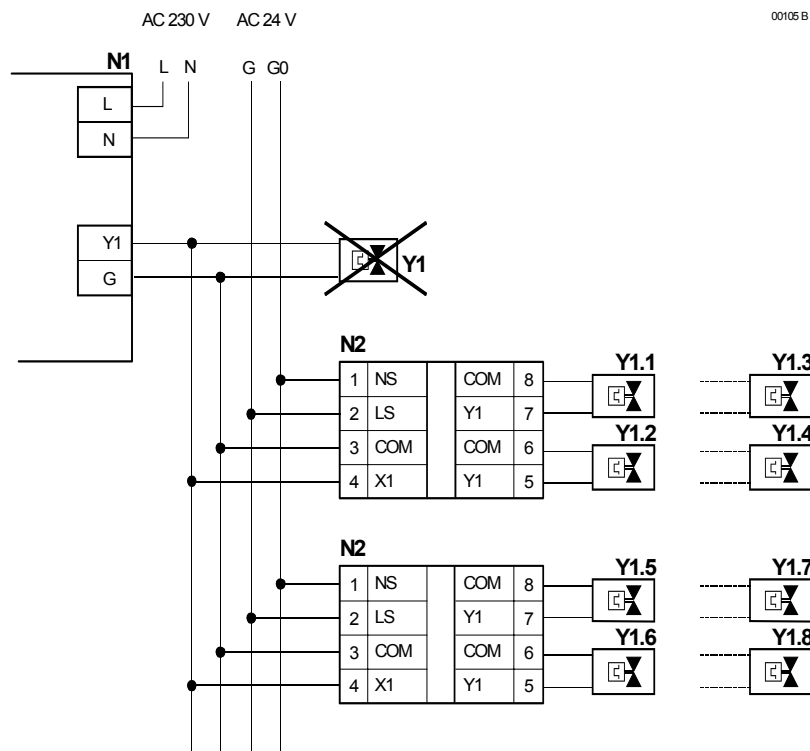 AC 230 V AC 24 V 00105 B
N1 L N G G0
L
N
Y1
G
Y1
N2
Y1.1 Y1.3
1 NS COM 8
2 LS Y1 7
Y1.2 Y1.4
3 COM COM 6
4 X1 Y1 5
N2
Y1.5 Y1.7
1 NS COM 8
2 LS Y1 7
Y1.6 Y1.8
3 COM COM 6
4 X1 Y1 5